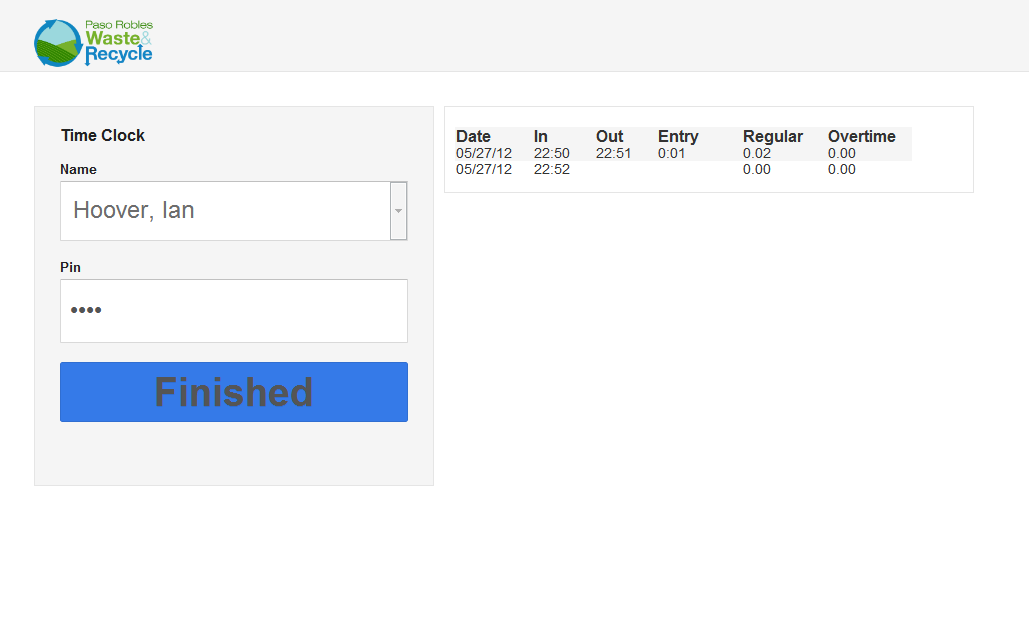 Paso Robles
Waste&
Recycle
Time Clock
Name
Hoover, Ian
Pin
••••
Finished
Date In Out Entry Regular Overtime
05/27/12 22:50 22:51 0:01 0.02 0.00
05/27/12 22:52 0.00 0.00